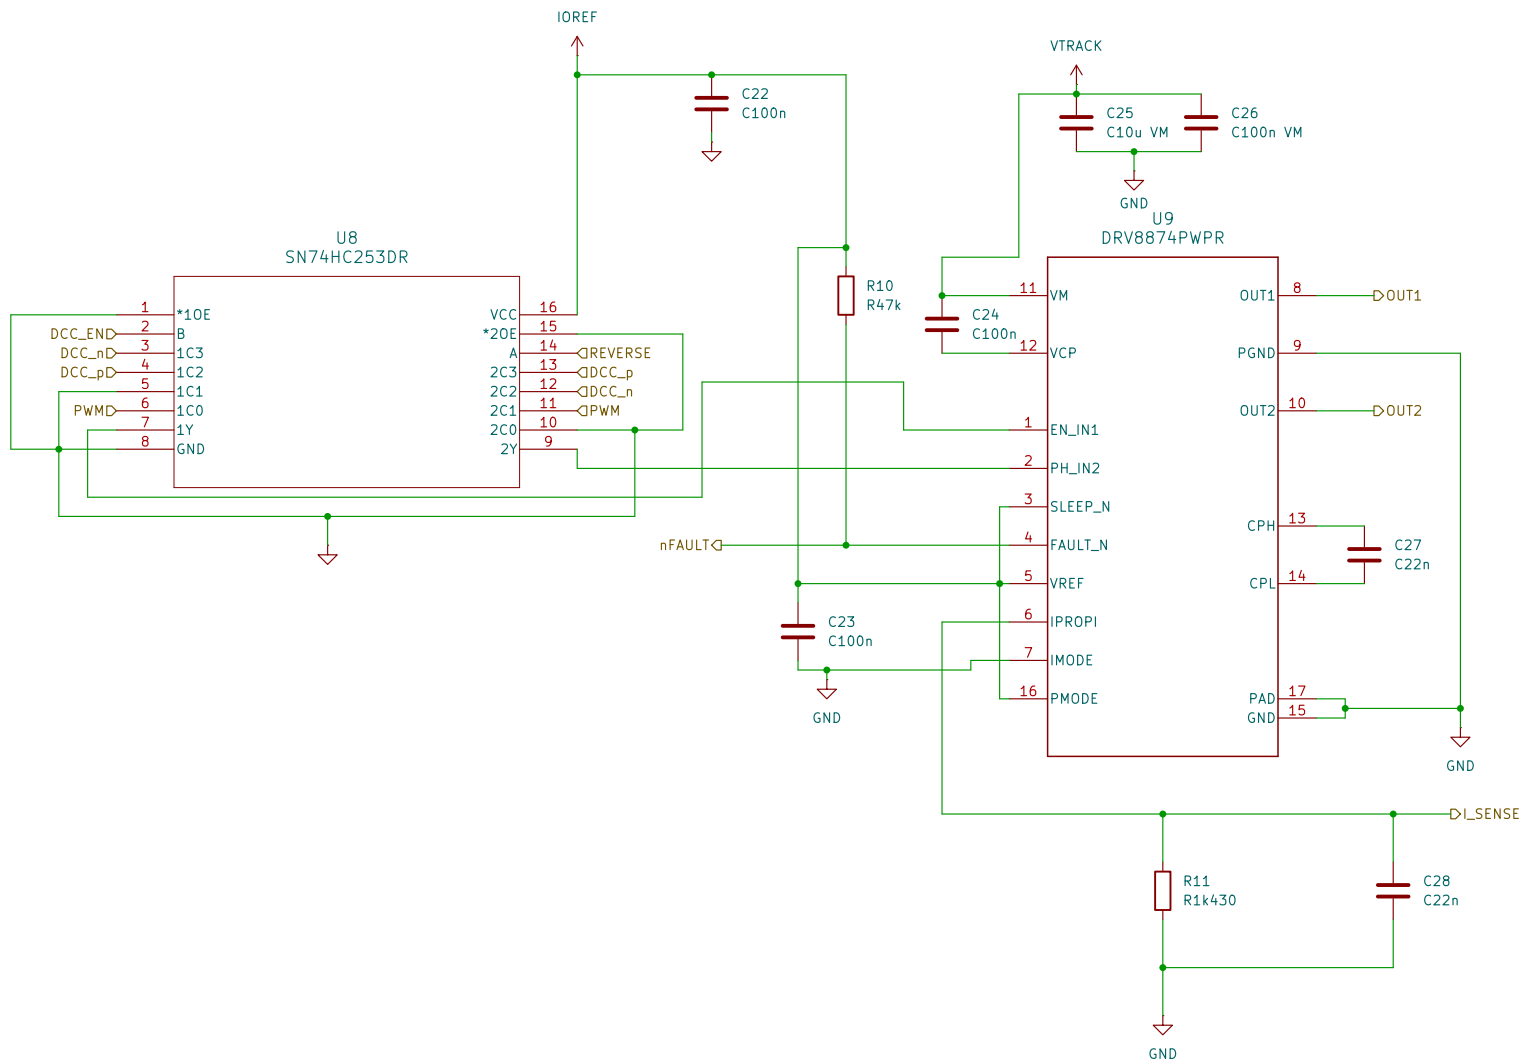 IOREF
C22
C100n
VTRACK
C25
C10u VM
C26
C100n VM
GND
U8
SN74HC253DR
1
*1OE
DCC_EN
2
B
DCC_n
3
1C3
DCC_p
4
1C2
5
1C1
PWM
6
1C0
7
1Y
8
GND
VCC
16
*2OE
15
A
14
REVERSE
2C3
13
DCC_p
2C2
12
DCC_n
2C1
11
PWM
2C0
10
2Y
9
R10
R47k
C24
C100n
nFAULT
C23
C100n
GND
U9
DRV8874PWPR
11
VM
12
VCP
1
EN_IN1
2
PH_IN2
3
SLEEP_N
4
FAULT_N
5
VREF
6
IPROPI
7
IMODE
16
PMODE
OUT1
8
OUT1
PGND
9
OUT2
10
OUT2
CPH
13
CPL
14
C27
C22n
PAD
17
GND
15
GND
I_SENSE
R11
R1k430
C28
C22n
GND